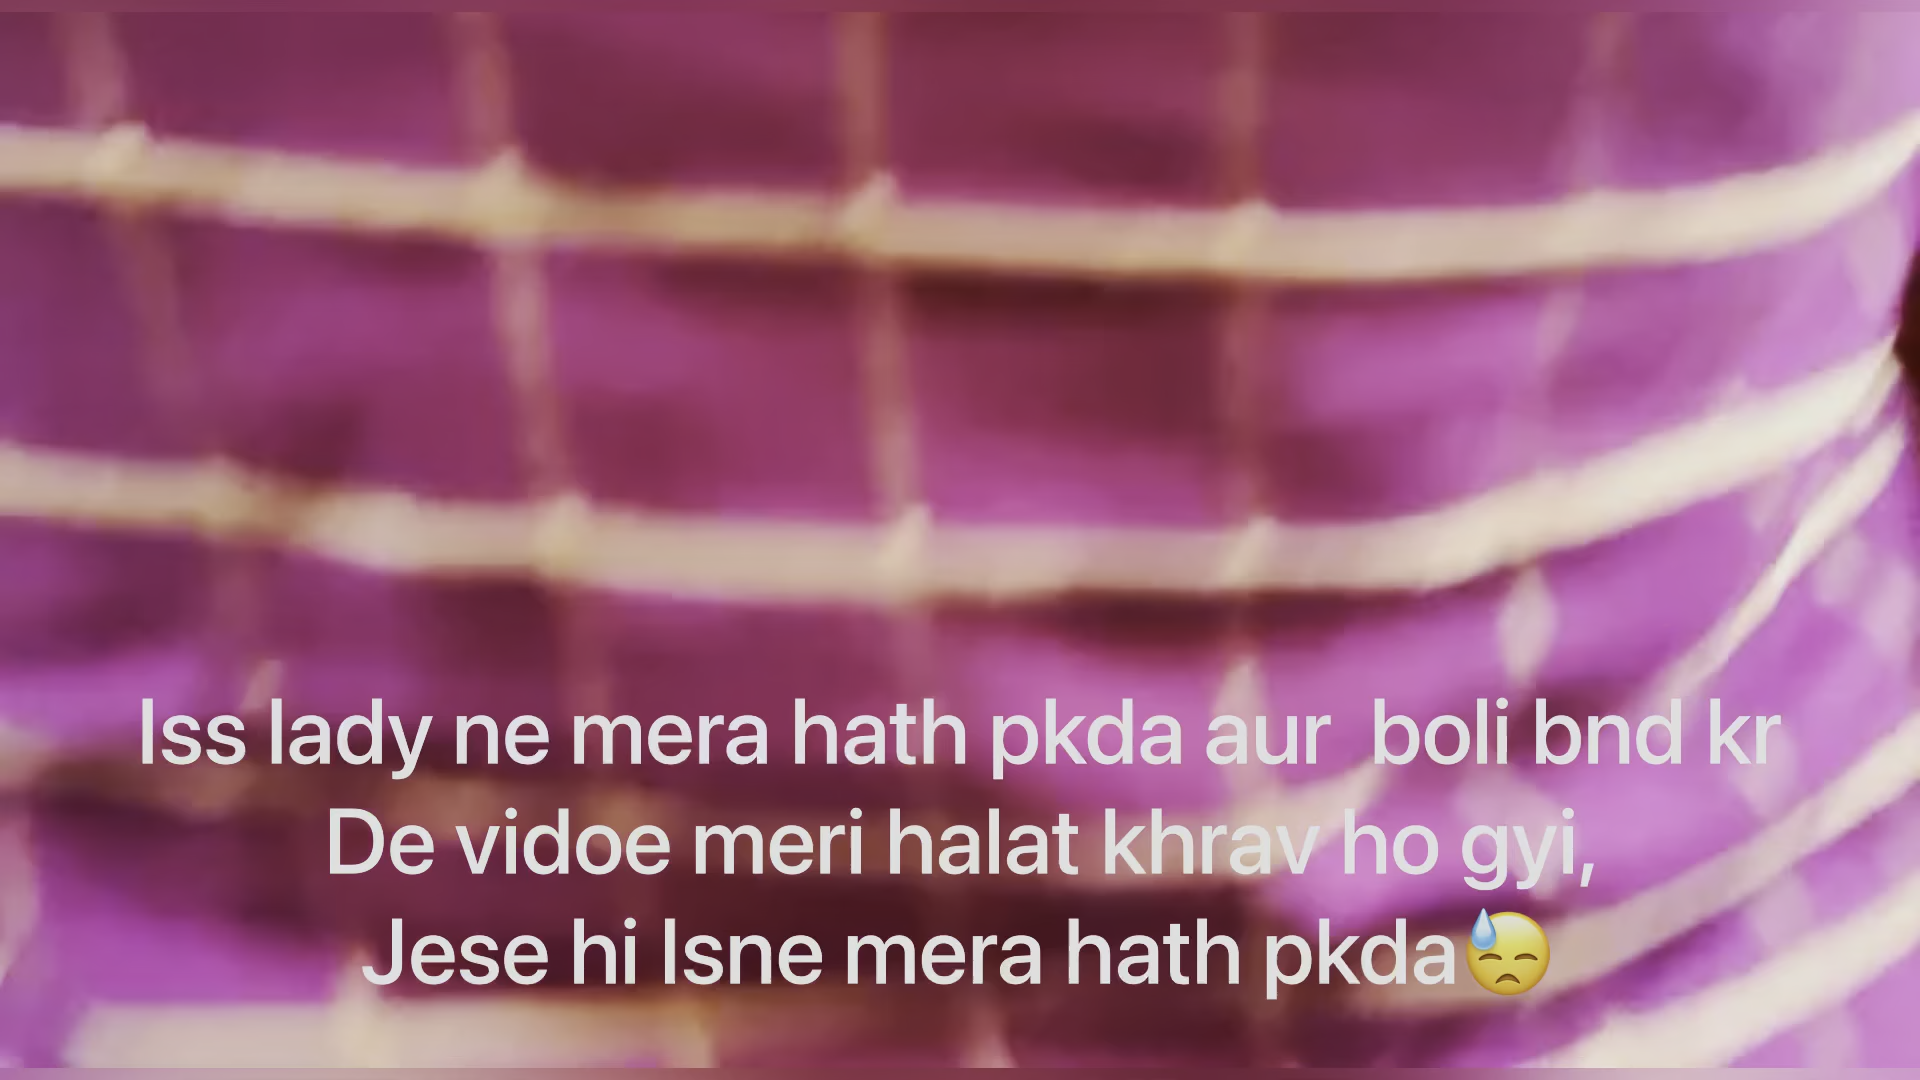 Iss lady ne mera hath pkda aur  boli bnd kr
De vidoe meri halat khrav ho gyi,
Jese hi Isne mera hath pkda😓